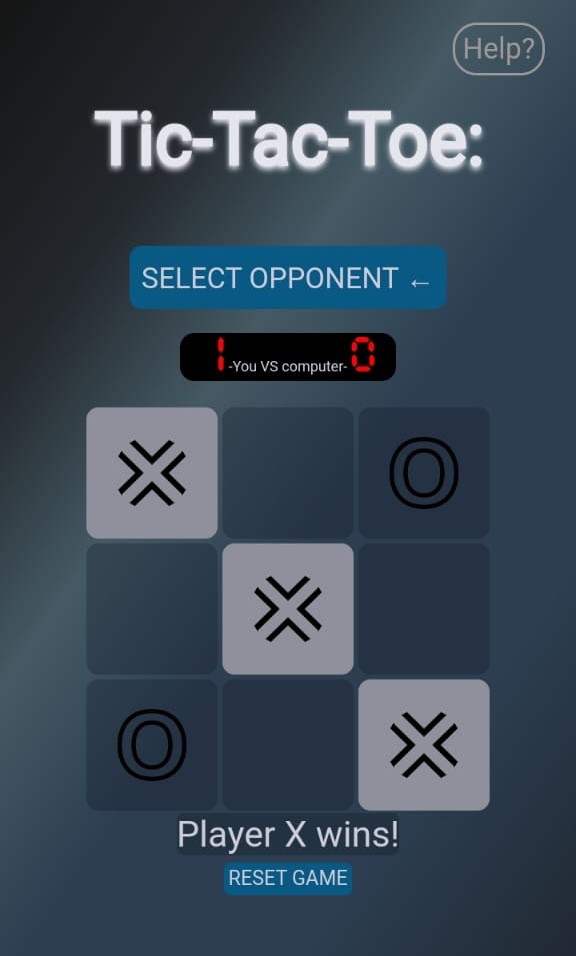 Help?
Tic-Tac-Toe:
SELECT OPPONENT ←
1 -You VS computer- 0
X O
X
O X
Player X wins!
RESET GAME